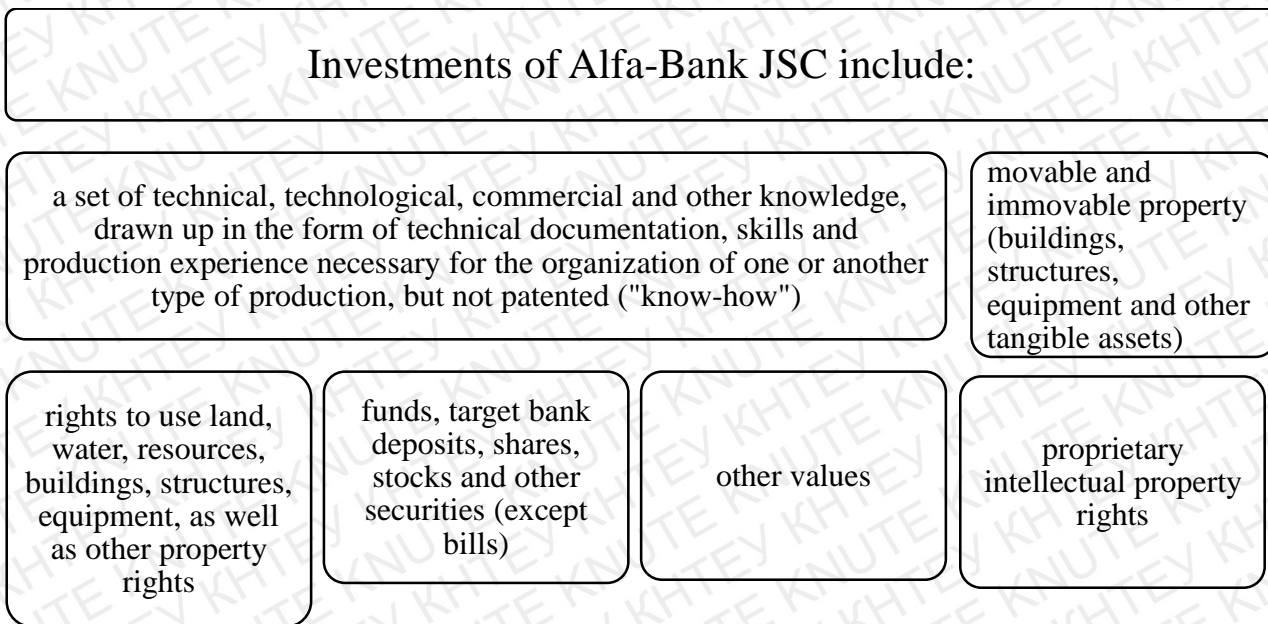 Investments of Alfa-Bank JSC include:
a set of technical, technological, commercial and other knowledge,
drawn up in the form of technical documentation, skills and
production experience necessary for the organization of one or another
type of production, but not patented ("know-how")
movable and
immovable property
(buildings,
structures,
equipment and other
tangible assets)
rights to use land,
water, resources,
buildings, structures,
equipment, as well
as other property
rights
funds, target bank
deposits, shares,
stocks and other
securities (except
bills)
other values
proprietary
intellectual property
rights